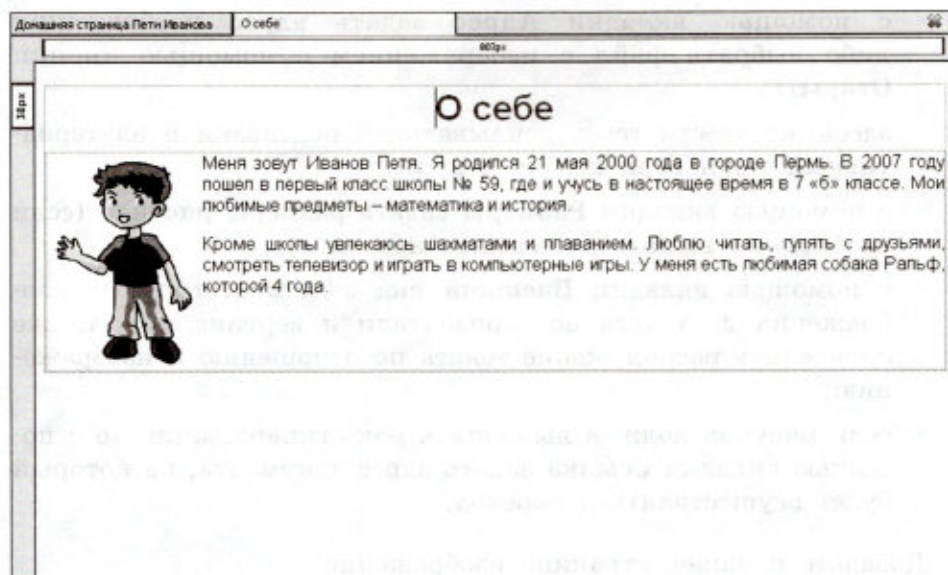 Домашняя страница Пети Иванова
О себе
803px
38px
О себе
Меня зовут Иванов Петя. Я родился 21 мая 2000 года в городе Пермь. В 2007 году
пошел в первый класс школы № 59, где и учусь в настоящее время в 7 «б» классе. Мои
любимые предметы – математика и история.
Кроме школы увлекаюсь шахматами и плаванием. Люблю читать, гулять с друзьями,
смотреть телевизор и играть в компьютерные игры. У меня есть любимая собака Ральф,
которой 4 года.